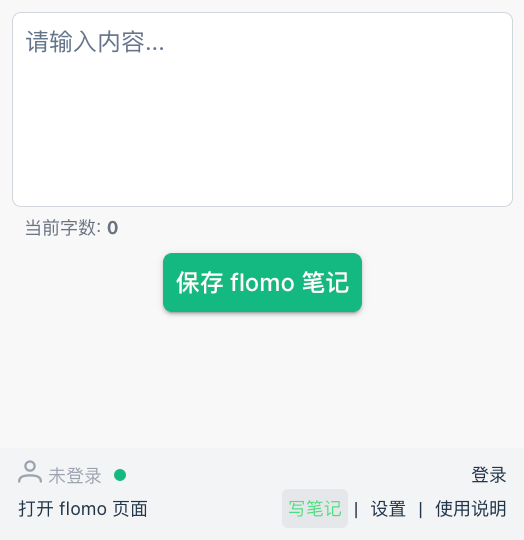 请输入内容...
当前字数: 0
保存 flomo 笔记
未登录 登录
打开 flomo 页面 写笔记 | 设置 | 使用说明